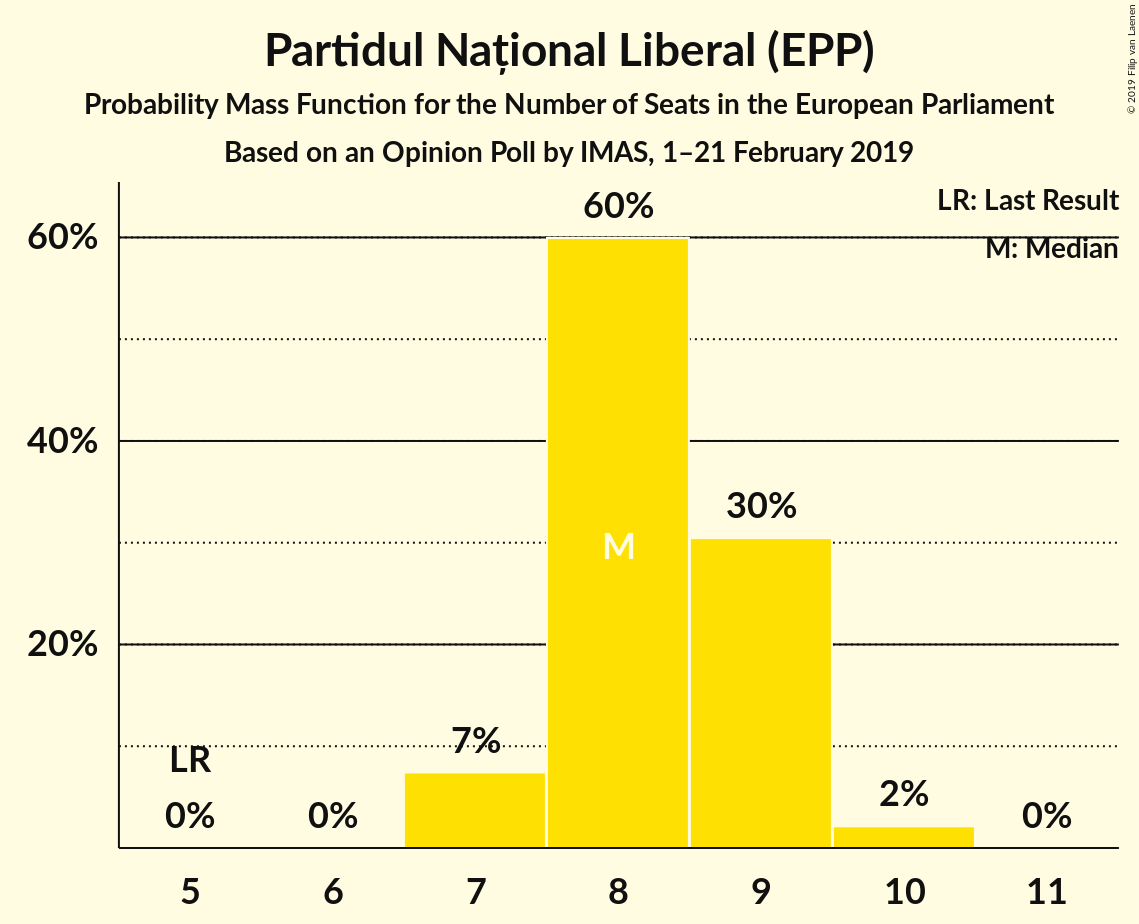 Partidul Național Liberal (EPP)
Probability Mass Function for the Number of Seats in the European Parliament
Based on an Opinion Poll by IMAS, 1–21 February 2019
© 2019 Filip van Laenen
LR: Last Result
M: Median
60%
40%
20%
LR
0%
0%
7%
60%
M
30%
2%
0%
5
6
7
8
9
10
11